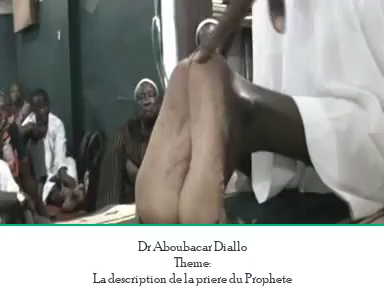 Dr Aboubacar Diallo
Theme:
La description de la priere du Prophete